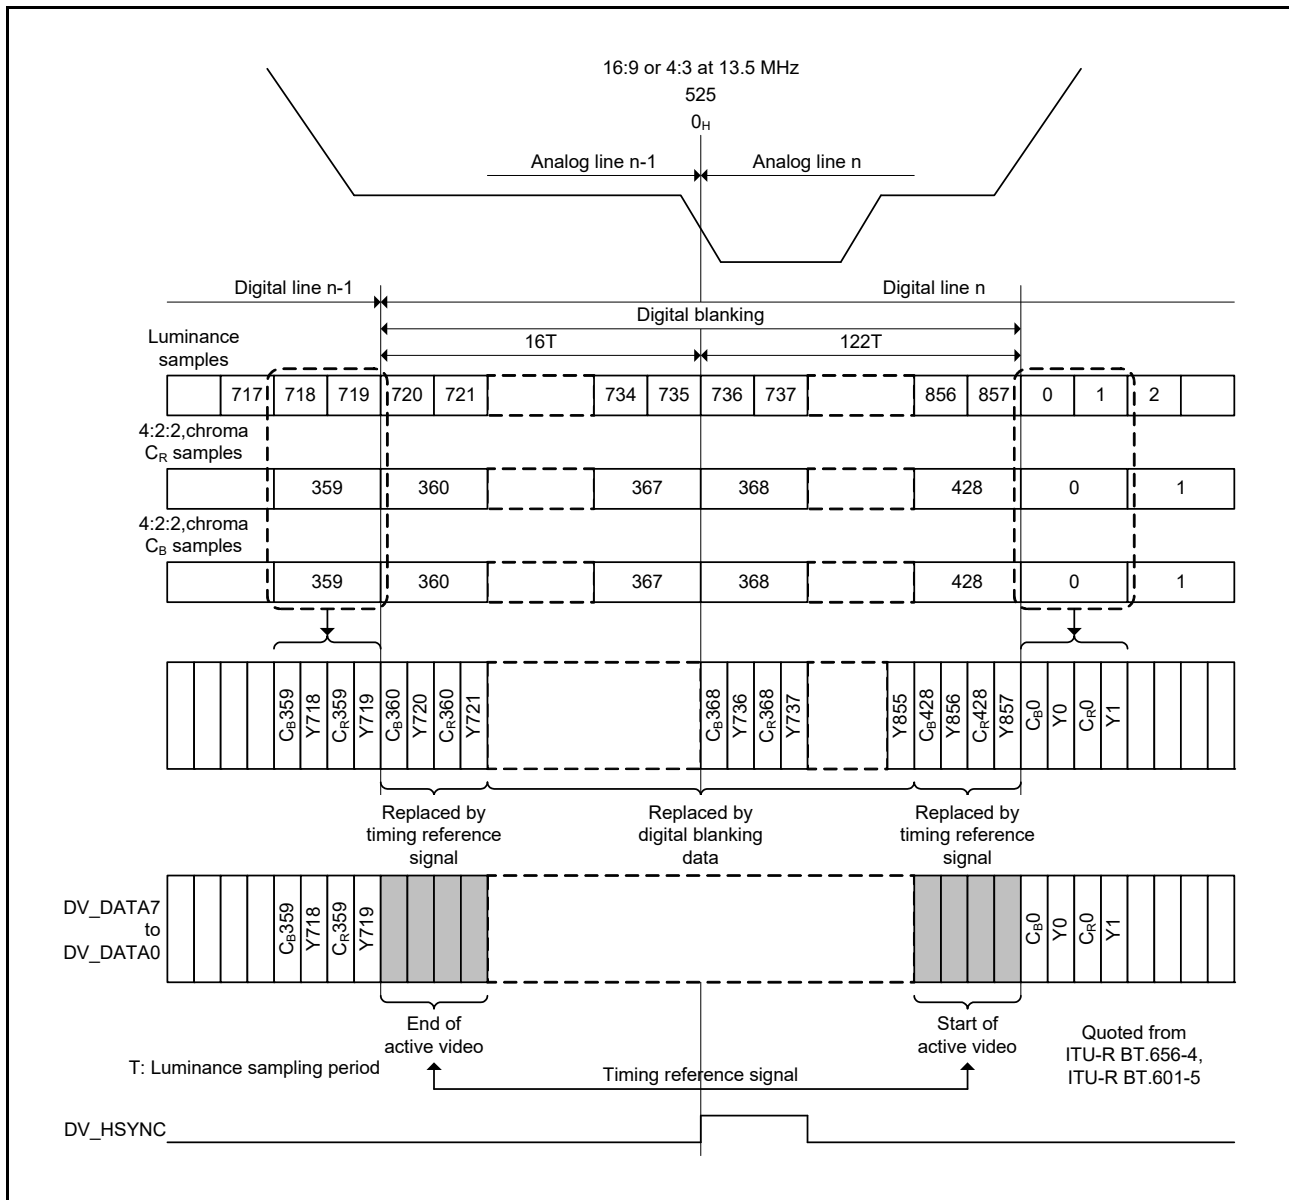 16:9 or 4:3 at 13.5 MHz
525
0H
Analog line n-1 Analog line n
Digital line n-1 Digital line n
Digital blanking
16T 122T
Luminance
samples
717 718 719 720 721 734 735 736 737 856 857 0 1 2
4:2:2,chroma
CR samples
359 360 367 368 428 0 1
4:2:2,chroma
CB samples
359 360 367 368 428 0 1
CB359 Y718 CR359 Y719 CB360 Y720 CR360 Y721 CB368 Y736 CR368 Y737 Y855 CB428 Y856 CR428 Y857 CB0 Y0 CR0 Y1
Replaced by
timing reference
signal
Replaced by
digital blanking
data
Replaced by
timing reference
signal
DV_DATA7
to
DV_DATA0
CB359 Y718 CR359 Y719 CB0 Y0 CR0 Y1
End of
active video
Start of
active video
Quoted from
ITU-R BT.656-4,
ITU-R BT.601-5
T: Luminance sampling period
Timing reference signal
DV_HSYNC